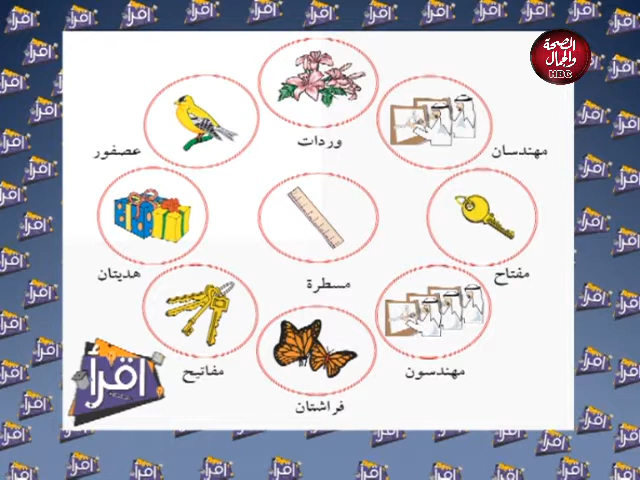 الصحة
والجمال
HBC
وردات
مهندسان
عصفور
مفتاح
مسطرة
هديتان
مهندسون
مفاتيح
فراشتان
اقرأ